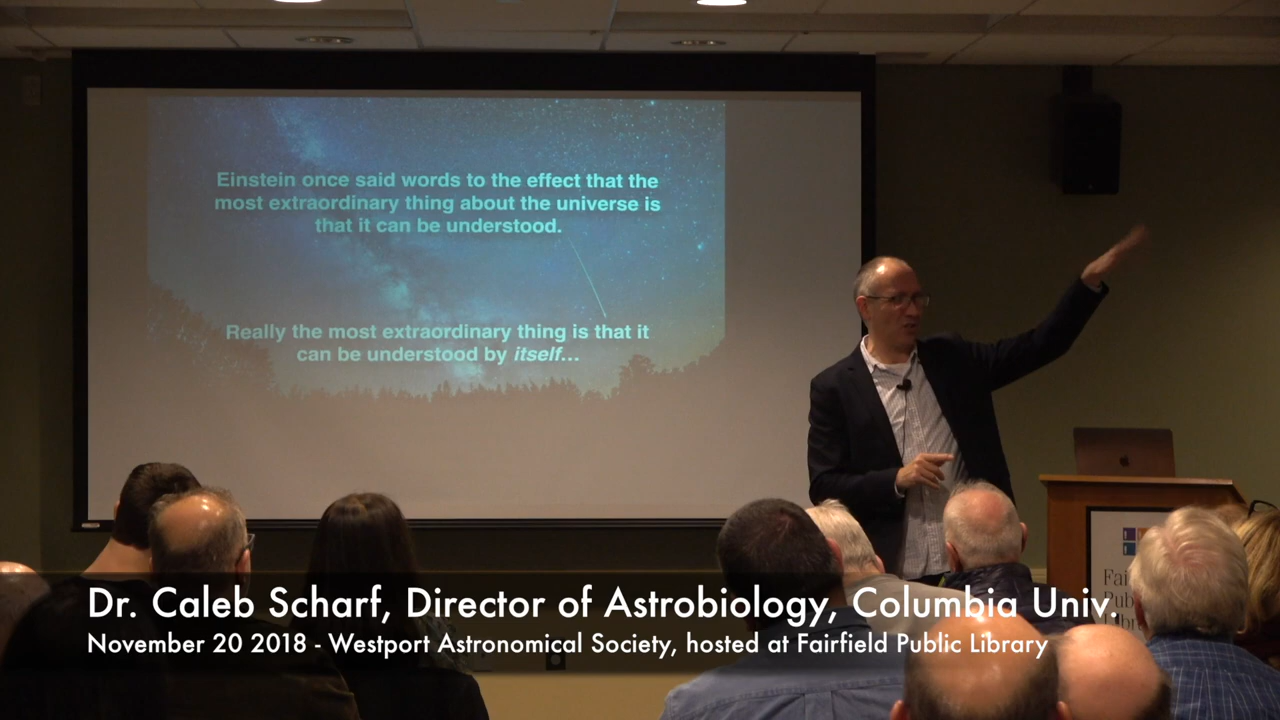 Einstein once said words to the effect that the
most extraordinary thing about the universe is
that it can be understood.
Really the most extraordinary thing is that it
can be understood by itself...
Dr. Caleb Scharf, Director of Astrobiology, Columbia Univ.
November 20 2018 - Westport Astronomical Society, hosted at Fairfield Public Library